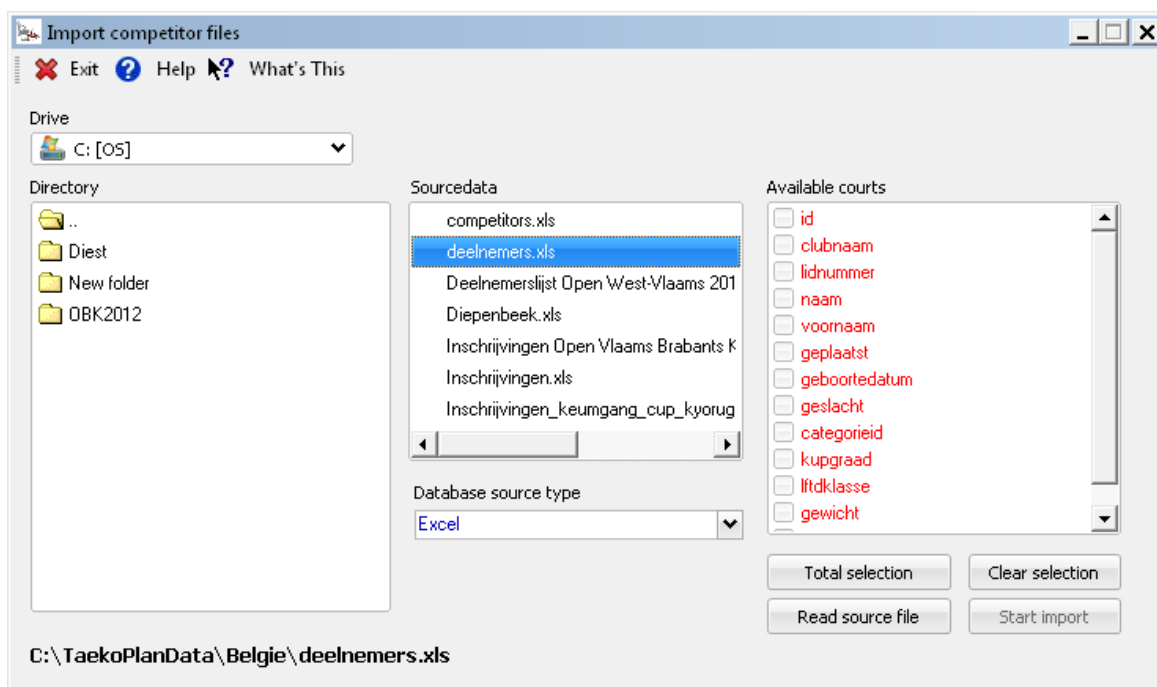 Import competitor files
Exit Help What's This
Drive
C: [OS]
Directory
..
Diest
New folder
OBK2012
Sourcedata
competitors.xls
deelnemers.xls
Deelnemerslijst Open West-Vlaams 201
Diepenbeek.xls
Inschrijvingen Open Vlaams Brabants K
Inschrijvingen.xls
Inschrijvingen_keumgang_cup_kyorug
Database source type
Excel
Available courts
id
clubnaam
lidnummer
naam
voornaam
geplaatst
geboortedatum
geslacht
categorieid
kupgraad
lftdklasse
gewicht
Total selection
Clear selection
Read source file
Start import
C:\TaekoPlanData\Belgie\deelnemers.xls